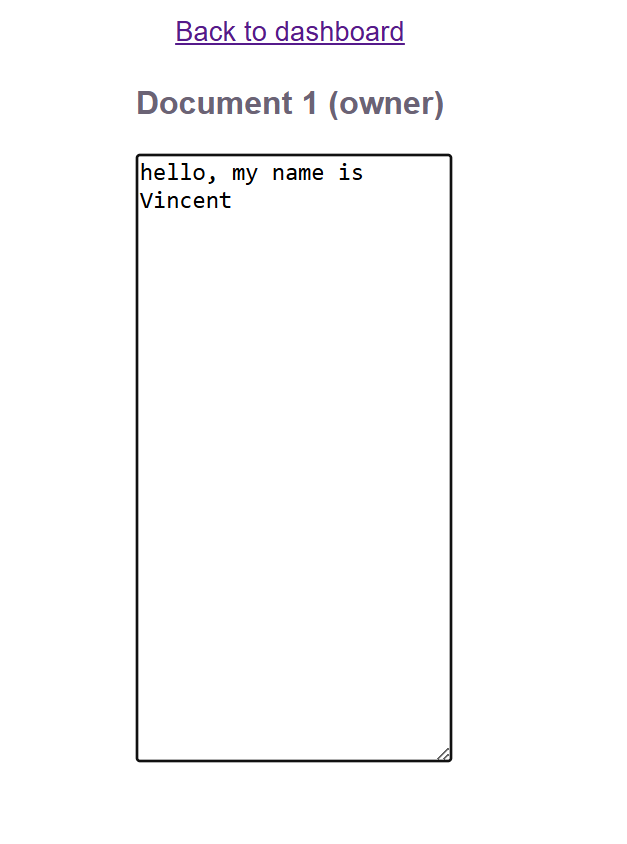 Back to dashboard
Document 1 (owner)
hello, my name is
Vincent